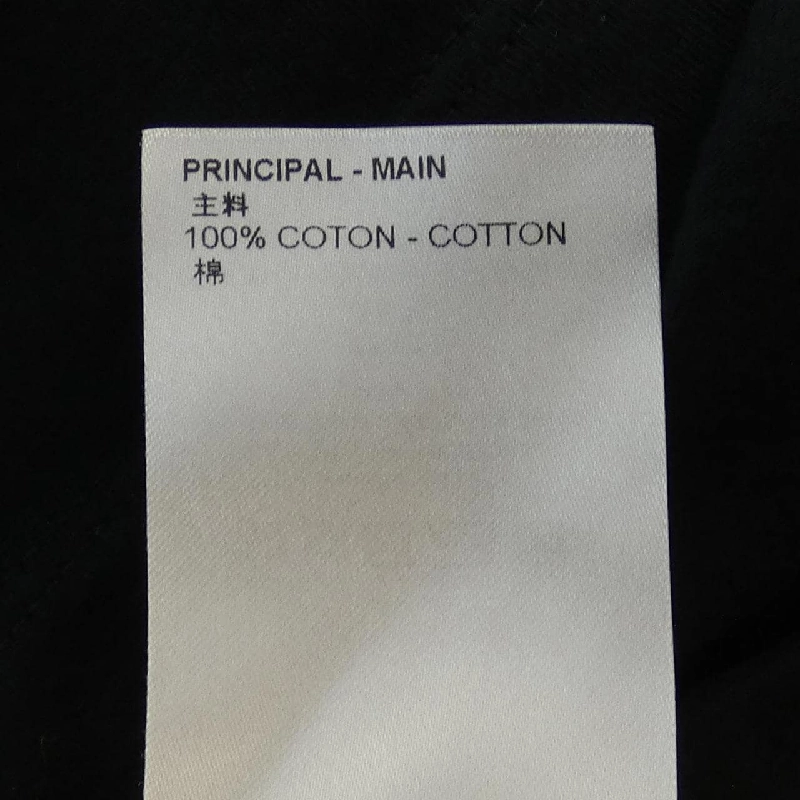 PRINCIPAL - MAIN
主料
100% COTON - COTTON
棉